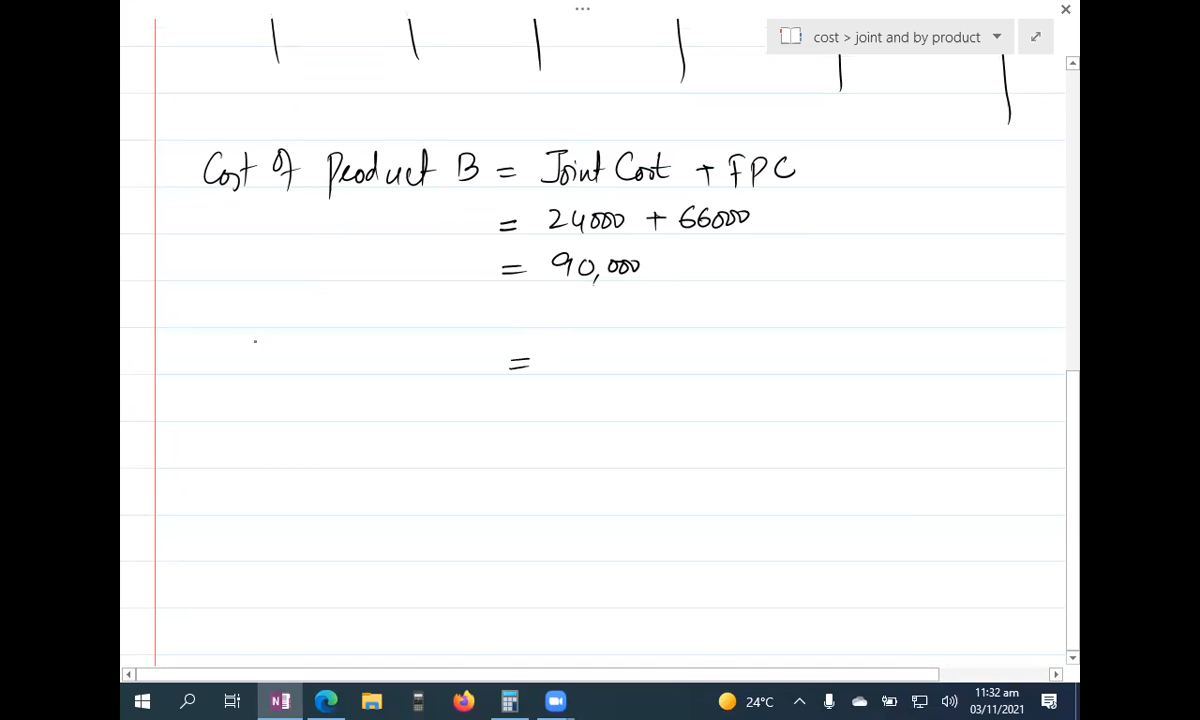 cost > joint and by product
Cost of Product B = Joint Cost + FPC
= 24000 + 66000
= 90,000
=
24°C
11:32 am
03/11/2021